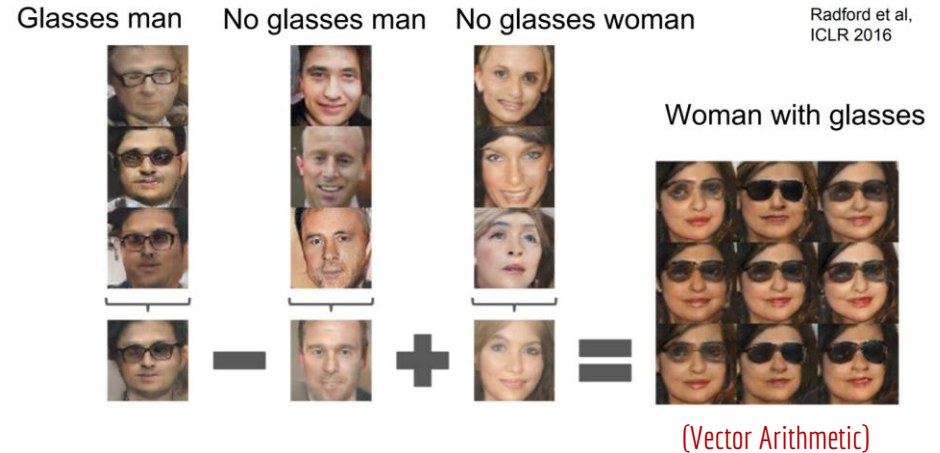 Glasses man
No glasses man
No glasses woman
Radford et al,
ICLR 2016
Woman with glasses
(Vector Arithmetic)